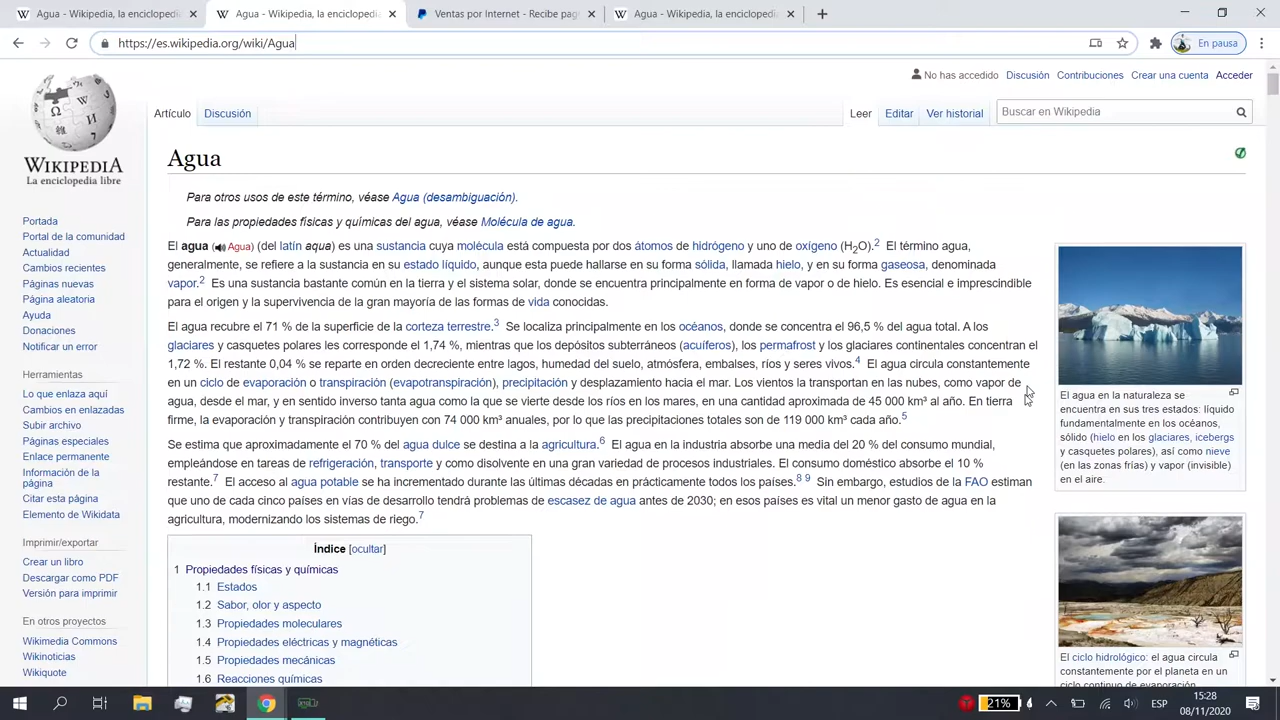 Agua - Wikipedia, la enciclopedi
Agua - Wikipedia, la enciclopedi
Ventas por Internet - Recibe pag
Agua - Wikipedia, la enciclopedi
https://es.wikipedia.org/wiki/Agua
En pausa
No has accedido Discusión Contribuciones Crear una cuenta Acceder
Artículo Discusión
Leer Editar Ver historial
Buscar en Wikipedia
WIKIPEDIA
La enciclopedia libre
Portada
Portal de la comunidad
Actualidad
Cambios recientes
Páginas nuevas
Página aleatoria
Ayuda
Donaciones
Notificar un error
Herramientas
Lo que enlaza aquí
Cambios en enlazadas
Subir archivo
Páginas especiales
Enlace permanente
Información de la
página
Citar esta página
Elemento de Wikidata
Imprimir/exportar
Crear un libro
Descargar como PDF
Versión para imprimir
En otros proyectos
Wikimedia Commons
Wikinoticias
Wikiquote
Agua
Para otros usos de este término, véase Agua (desambiguación).
Para las propiedades físicas y químicas del agua, véase Molécula de agua.
El agua (Agua) (del latín aqua) es una sustancia cuya molécula está compuesta por dos átomos de hidrógeno y uno de oxígeno (H2O).2 El término agua,
generalmente, se refiere a la sustancia en su estado líquido, aunque esta puede hallarse en su forma sólida, llamada hielo, y en su forma gaseosa, denominada
vapor.2 Es una sustancia bastante común en la tierra y el sistema solar, donde se encuentra principalmente en forma de vapor o de hielo. Es esencial e imprescindible
para el origen y la supervivencia de la gran mayoría de las formas de vida conocidas.
El agua recubre el 71 % de la superficie de la corteza terrestre.3 Se localiza principalmente en los océanos, donde se concentra el 96,5 % del agua total. A los
glaciares y casquetes polares les corresponde el 1,74 %, mientras que los depósitos subterráneos (acuíferos), los permafrost y los glaciares continentales concentran el
1,72 %. El restante 0,04 % se reparte en orden decreciente entre lagos, humedad del suelo, atmósfera, embalses, ríos y seres vivos.4 El agua circula constantemente
en un ciclo de evaporación o transpiración (evapotranspiración), precipitación y desplazamiento hacia el mar. Los vientos la transportan en las nubes, como vapor de
agua, desde el mar, y en sentido inverso tanta agua como la que se vierte desde los ríos en los mares, en una cantidad aproximada de 45 000 km³ al año. En tierra
firme, la evaporación y transpiración contribuyen con 74 000 km³ anuales, por lo que las precipitaciones totales son de 119 000 km³ cada año.5
Se estima que aproximadamente el 70 % del agua dulce se destina a la agricultura.6 El agua en la industria absorbe una media del 20 % del consumo mundial,
empleándose en tareas de refrigeración, transporte y como disolvente en una gran variedad de procesos industriales. El consumo doméstico absorbe el 10 %
restante.7 El acceso al agua potable se ha incrementado durante las últimas décadas en prácticamente todos los países.8 9 Sin embargo, estudios de la FAO estiman
que uno de cada cinco países en vías de desarrollo tendrá problemas de escasez de agua antes de 2030; en esos países es vital un menor gasto de agua en la
agricultura, modernizando los sistemas de riego.7
Índice [ocultar]
1 Propiedades físicas y químicas
1.1 Estados
1.2 Sabor, olor y aspecto
1.3 Propiedades moleculares
1.4 Propiedades eléctricas y magnéticas
1.5 Propiedades mecánicas
1.6 Reacciones químicas
El agua en la naturaleza se
encuentra en sus tres estados: líquido
fundamentalmente en los océanos,
sólido (hielo en los glaciares, icebergs
y casquetes polares), así como nieve
(en las zonas frías) y vapor (invisible)
en el aire.
El ciclo hidrológico: el agua circula
constantemente por el planeta en un
ciclo continuo de evaporación,
21%
ESP
15:28
08/11/2020